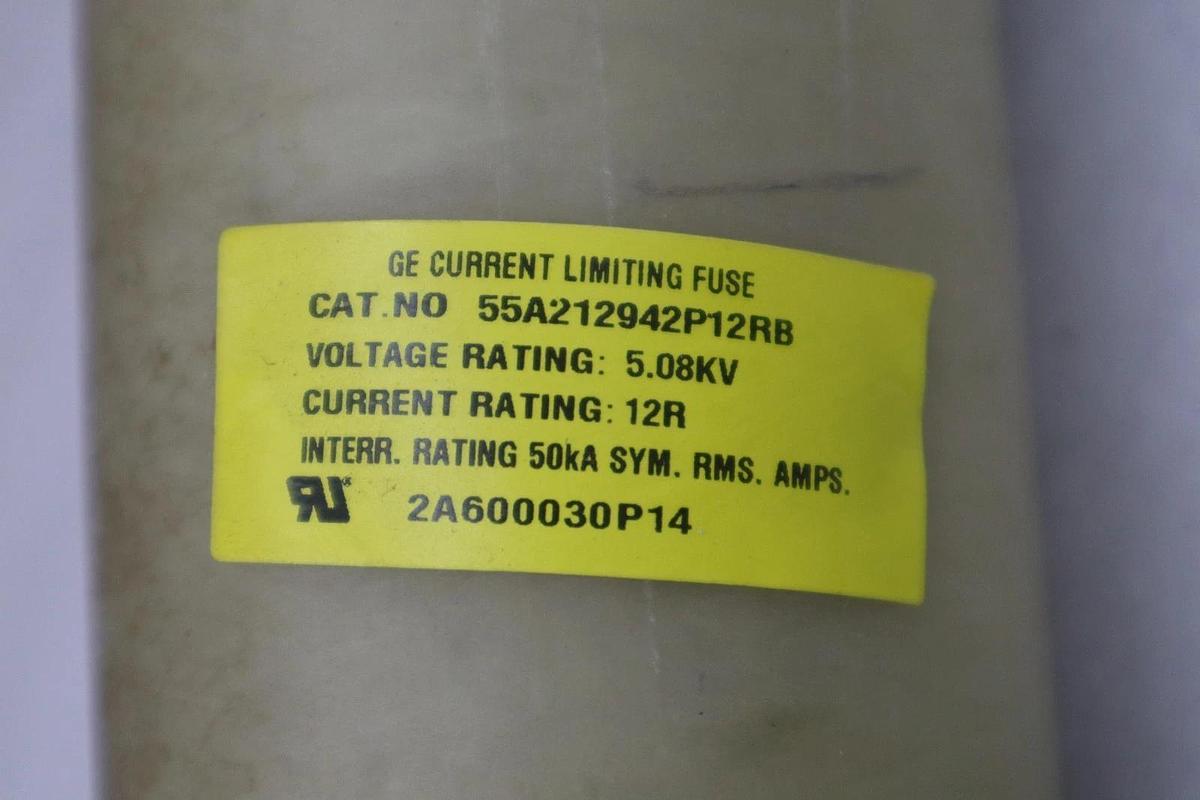 GE CURRENT LIMITING FUSE
CAT.NO 55A212942P12RB
VOLTAGE RATING: 5.08KV
CURRENT RATING: 12R
INTERR. RATING 50kA SYM. RMS. AMPS.
RU® 2A600030P14